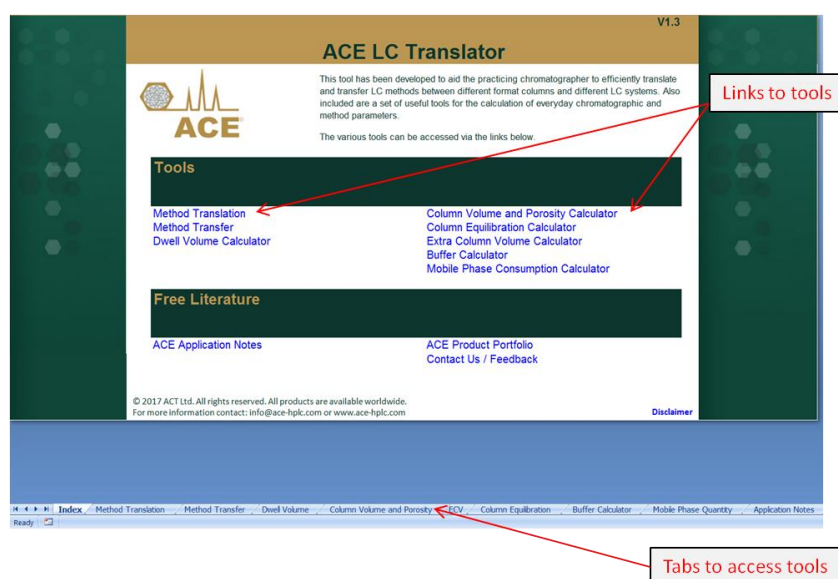 V1.3
ACE LC Translator
This tool has been developed to aid the practicing chromatographer to efficiently translate
and transfer LC methods between different format columns and different LC systems. Also
included are a set of useful tools for the calculation of everyday chromatographic and
method parameters.
The various tools can be accessed via the links below.
ACE
Links to tools
Tools
Method Translation
Method Transfer
Dwell Volume Calculator
Column Volume and Porosity Calculator
Column Equilibration Calculator
Extra Column Volume Calculator
Buffer Calculator
Mobile Phase Consumption Calculator
Free Literature
ACE Application Notes
ACE Product Portfolio
Contact Us / Feedback
© 2017 ACT Ltd. All rights reserved. All products are available worldwide.
For more information contact: info@ace-hplc.com or www.ace-hplc.com
Disclaimer
Index Method Translation Method Transfer Dwell Volume Column Volume and Porosity ECV Column Equilibration Buffer Calculator Mobile Phase Quantity Application Notes
Ready
Tabs to access tools